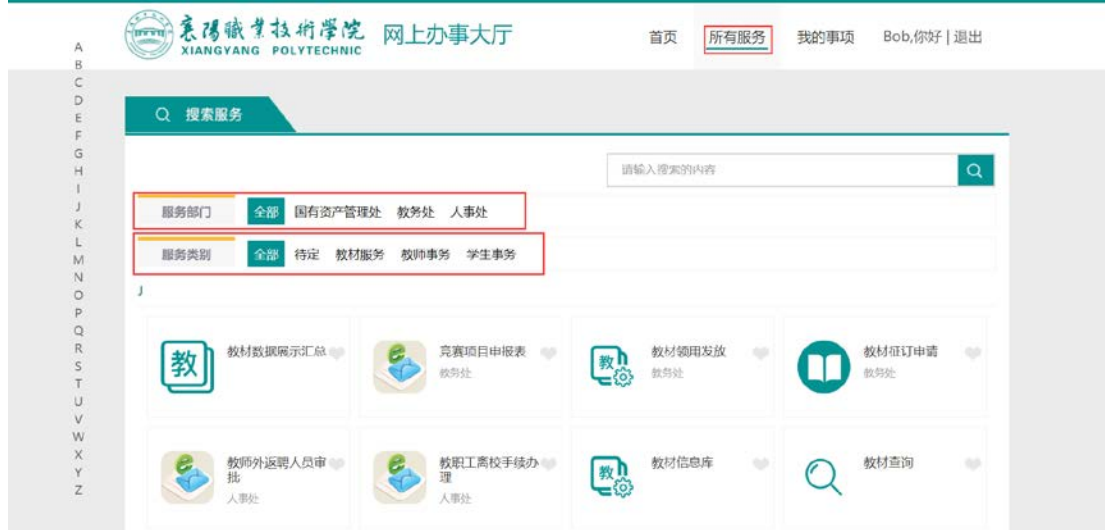 襄陽職業技術學院
XIANGYANG POLYTECHNIC
网上办事大厅
首页 所有服务 我的事项 Bob,你好 | 退出
A
B
C
D
E
F
G
H
I
J
K
L
M
N
O
P
Q
R
S
T
U
V
W
X
Y
Z
搜索服务
请输入搜索的内容
服务部门 全部 国有资产管理处 教务处 人事处
服务类别 全部 待定 教材服务 教师事务 学生事务
J
教
教材数据展示汇总
竞赛项目申报表
教务处
教
教材领用发放
教务处
教材征订申请
教务处
教师外返聘人员审
批
人事处
教职工离校手续办
理
人事处
教
教材信息库
教材查询